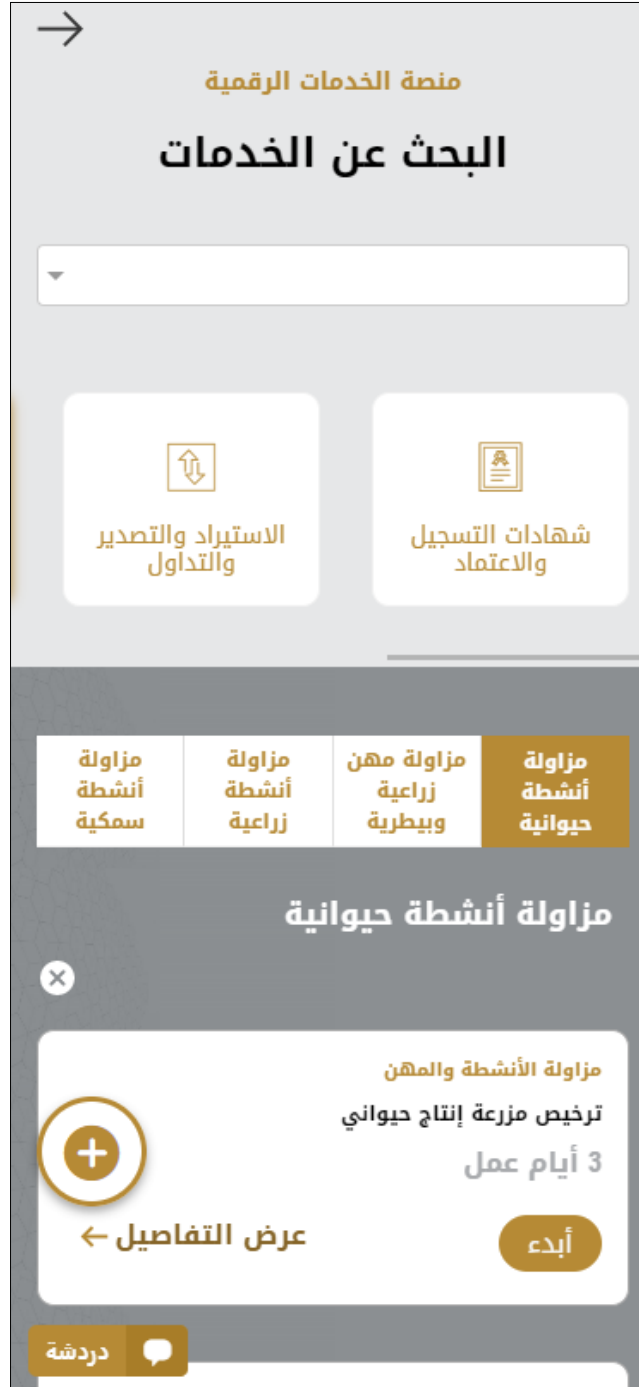 منصة الخدمات الرقمية
البحث عن الخدمات
شهادات التسجيل
والاعتماد
الاستيراد والتصدير
والتداول
مزاولة
أنشطة
حيوانية
مزاولة مهن
زراعية
وبيطرية
مزاولة
أنشطة
زراعية
مزاولة
أنشطة
سمكية
مزاولة أنشطة حيوانية
مزاولة الأنشطة والمهن
ترخيص مزرعة إنتاج حيواني
3 أيام عمل
أبدء
عرض التفاصيل
دردشة